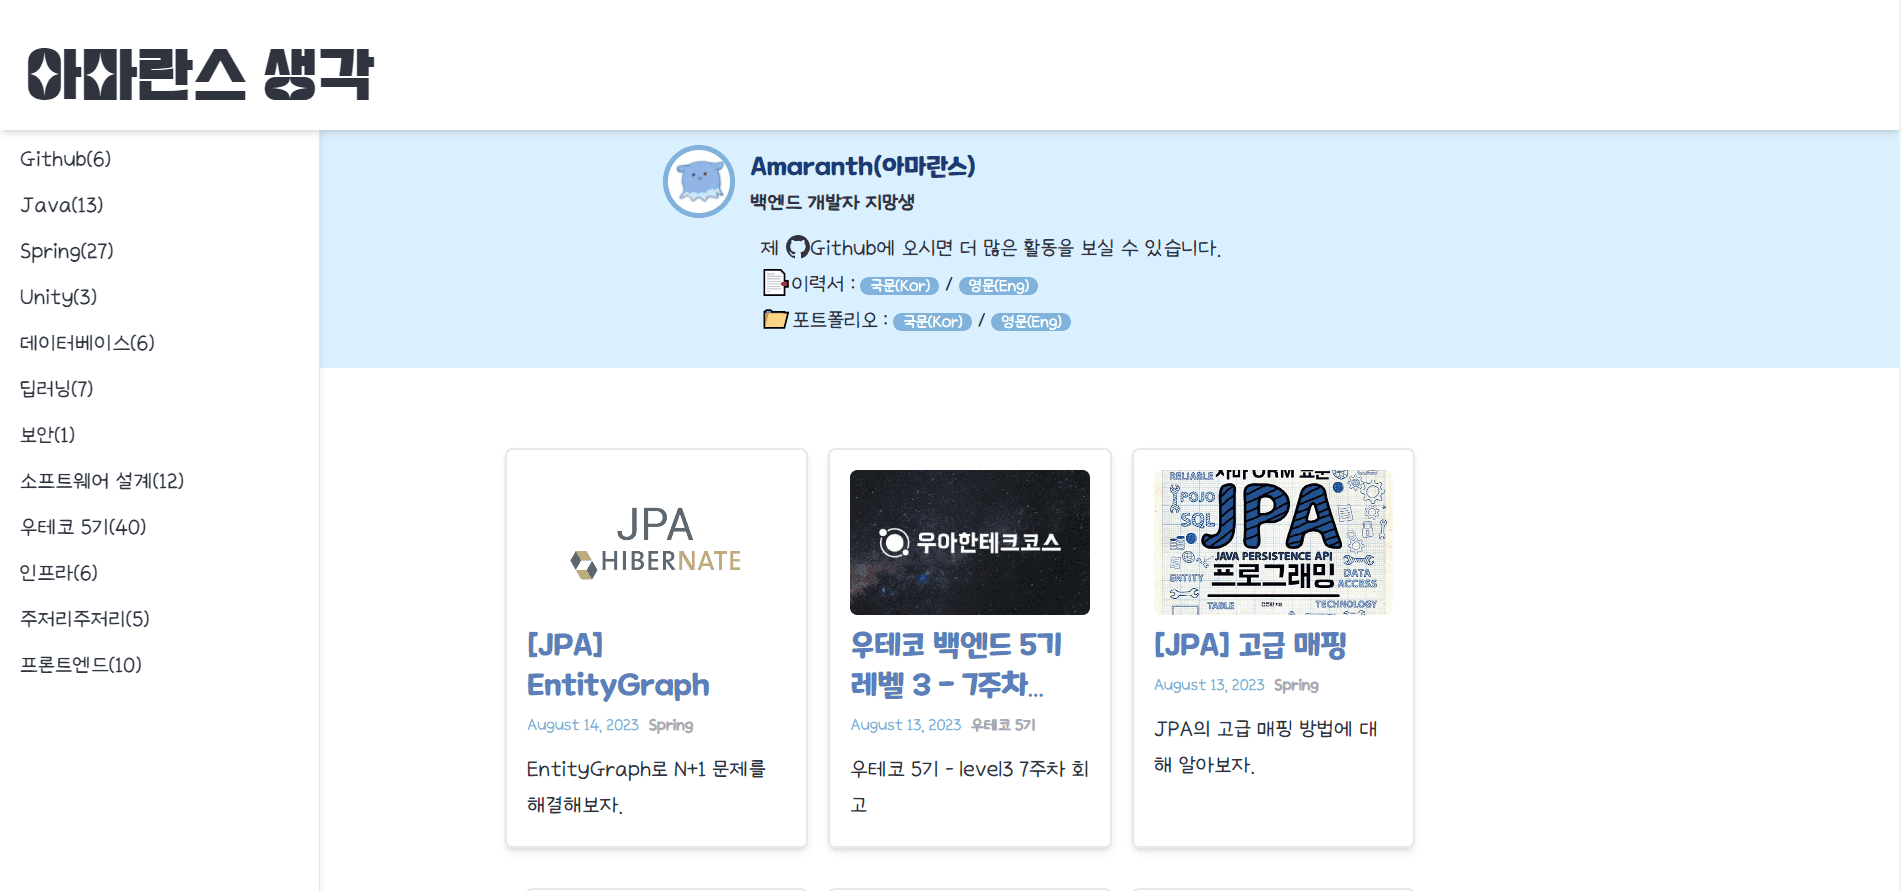 아마란스 생각
Github(6)
Java(13)
Spring(27)
Unity(3)
데이터베이스(6)
딥러닝(7)
보안(1)
소프트웨어 설계(12)
우테코 5기(40)
인프라(6)
주저리주저리(5)
프론트엔드(10)
Amaranth(아마란스)
백엔드 개발자 지망생
제 Github에 오시면 더 많은 활동을 보실 수 있습니다.
이력서 : 국문(Kor) / 영문(Eng)
포트폴리오 : 국문(Kor) / 영문(Eng)
JPA
HIBERNATE
[JPA]
EntityGraph
August 14, 2023 Spring
EntityGraph로 N+1 문제를
해결해보자.
우아한테크코스
우테코 백엔드 5기
레벨 3 - 7주차...
August 13, 2023 우테코 5기
우테코 5기 - level3 7주차 회
고
자바 ORM 표준
RELIABLE
POJO
SQL
JPA
JAVA PERSISTENCE API
프로그래밍
ENTITY
DATA
ACCESS
TABLE
TECHNOLOGY
[JPA] 고급 매핑
August 13, 2023 Spring
JPA의 고급 매핑 방법에 대
해 알아보자.